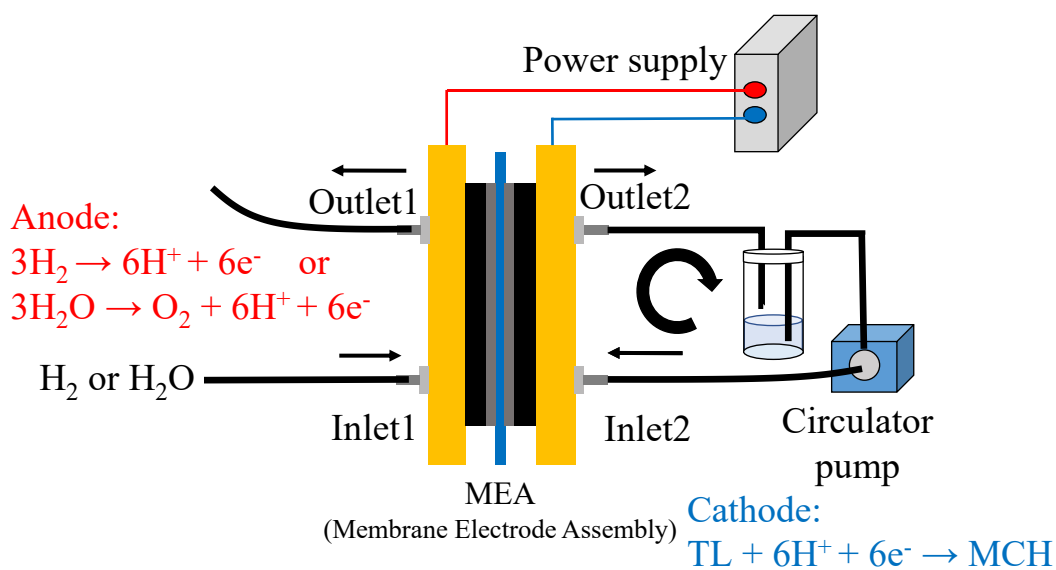 Power supply
Outlet1
Outlet2
Anode:
3H₂ → 6H⁺ + 6e⁻ or
3H₂O → O₂ + 6H⁺ + 6e⁻
H₂ or H₂O
Inlet1
Inlet2
Circulator
pump
MEA
(Membrane Electrode Assembly)
Cathode:
TL + 6H⁺ + 6e⁻ → MCH